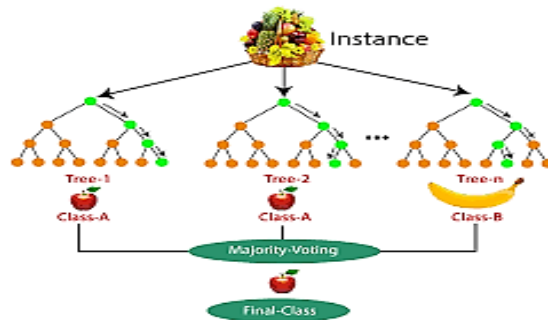 Instance
...
Tree-1 Tree-2 Tree-n
Class-A Class-A Class-B
Majority-Voting
Final-Class